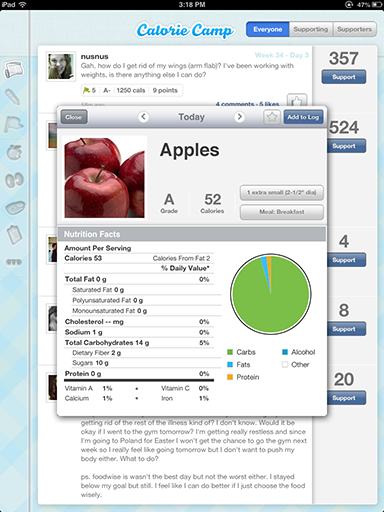 iPad
3:18 PM
Calorie Camp
Everyone
Supporting
Supporters
nusnus
Week 34 - Day 3
Gah, how do I get rid of my wings (arm flab)? I've been working with
weights, is there anything else I can do?
5 A- 1250 cals 9 points
4 comments · 5 likes
357
Support
524
Support
4
Support
8
Support
20
Support
Close
Today
Add to Log
Apples
A
Grade
52
Calories
1 extra small (2-1/2" dia)
Meal: Breakfast
Nutrition Facts
Amount Per Serving
Calories 53
Calories From Fat 2
% Daily Value*
Total Fat 0 g 0%
Saturated Fat 0 g
Polyunsaturated Fat 0 g
Monounsaturated Fat 0 g
Cholesterol -- mg 0%
Sodium 1 g 0%
Total Carbohydrates 14 g 5%
Dietary Fiber 2 g
Sugars 10 g
Protein 0 g 0%
Vitamin A 1% • Vitamin C 0%
Calcium 1% • Iron 1%
Carbs
Alcohol
Fats
Other
Protein
getting rid of the rest of the illness kind of? I don't know. Would it be
okay if I went to the gym tomorrow? I'm getting really restless and since
I'm going to Poland for Easter I won't get the chance to go the gym next
week so I really feel like going tomorrow but I don't want to push my
body either. What to do?
ps. foodwise is wasn't the best day but not the worst either. I stayed
below my goal but still. I feel like I can do better if I just choose the food
wisely.